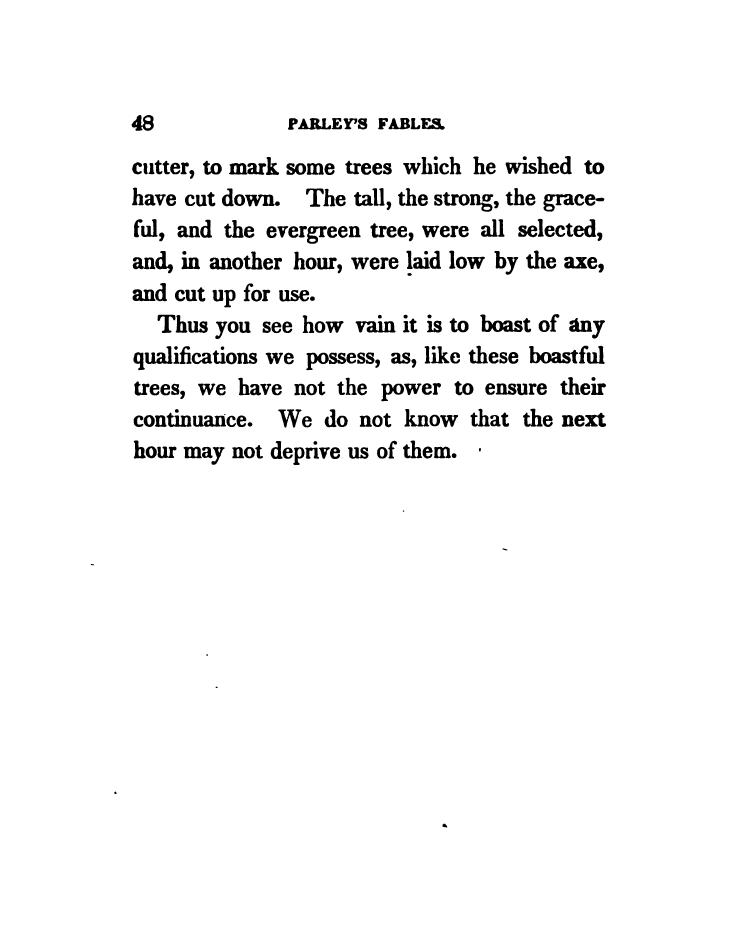 48 PARLEY'S FABLES.
cutter, to mark some trees which he wished to
have cut down. The tall, the strong, the grace-
ful, and the evergreen tree, were all selected,
and, in another hour, were laid low by the axe,
and cut up for use.
Thus you see how vain it is to boast of any
qualifications we possess, as, like these boastful
trees, we have not the power to ensure their
continuance. We do not know that the next
hour may not deprive us of them.